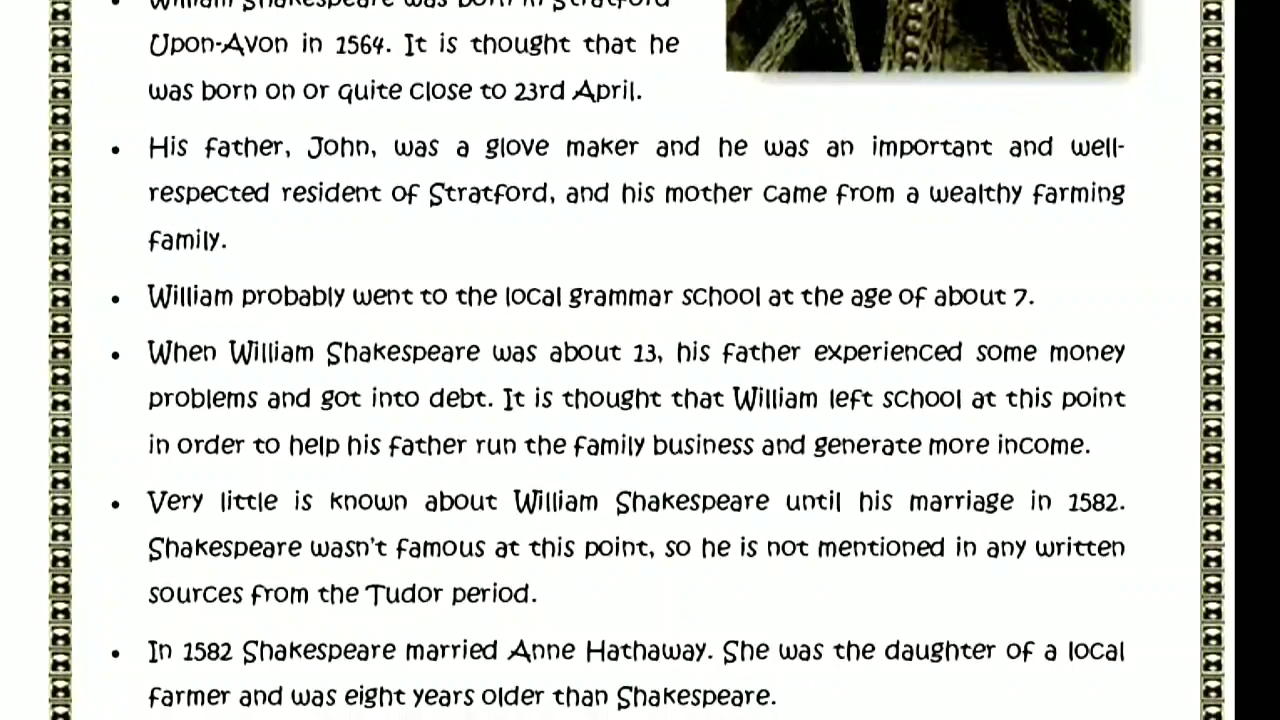 William Shakespeare was born in Stratford-
Upon-Avon in 1564. It is thought that he
was born on or quite close to 23rd April.
• His father, John, was a glove maker and he was an important and well-
respected resident of Stratford, and his mother came from a wealthy farming
family.
• William probably went to the local grammar school at the age of about 7.
• When William Shakespeare was about 13, his father experienced some money
problems and got into debt. It is thought that William left school at this point
in order to help his father run the family business and generate more income.
• Very little is known about William Shakespeare until his marriage in 1582.
Shakespeare wasn't famous at this point, so he is not mentioned in any written
sources from the Tudor period.
• In 1582 Shakespeare married Anne Hathaway. She was the daughter of a local
farmer and was eight years older than Shakespeare.